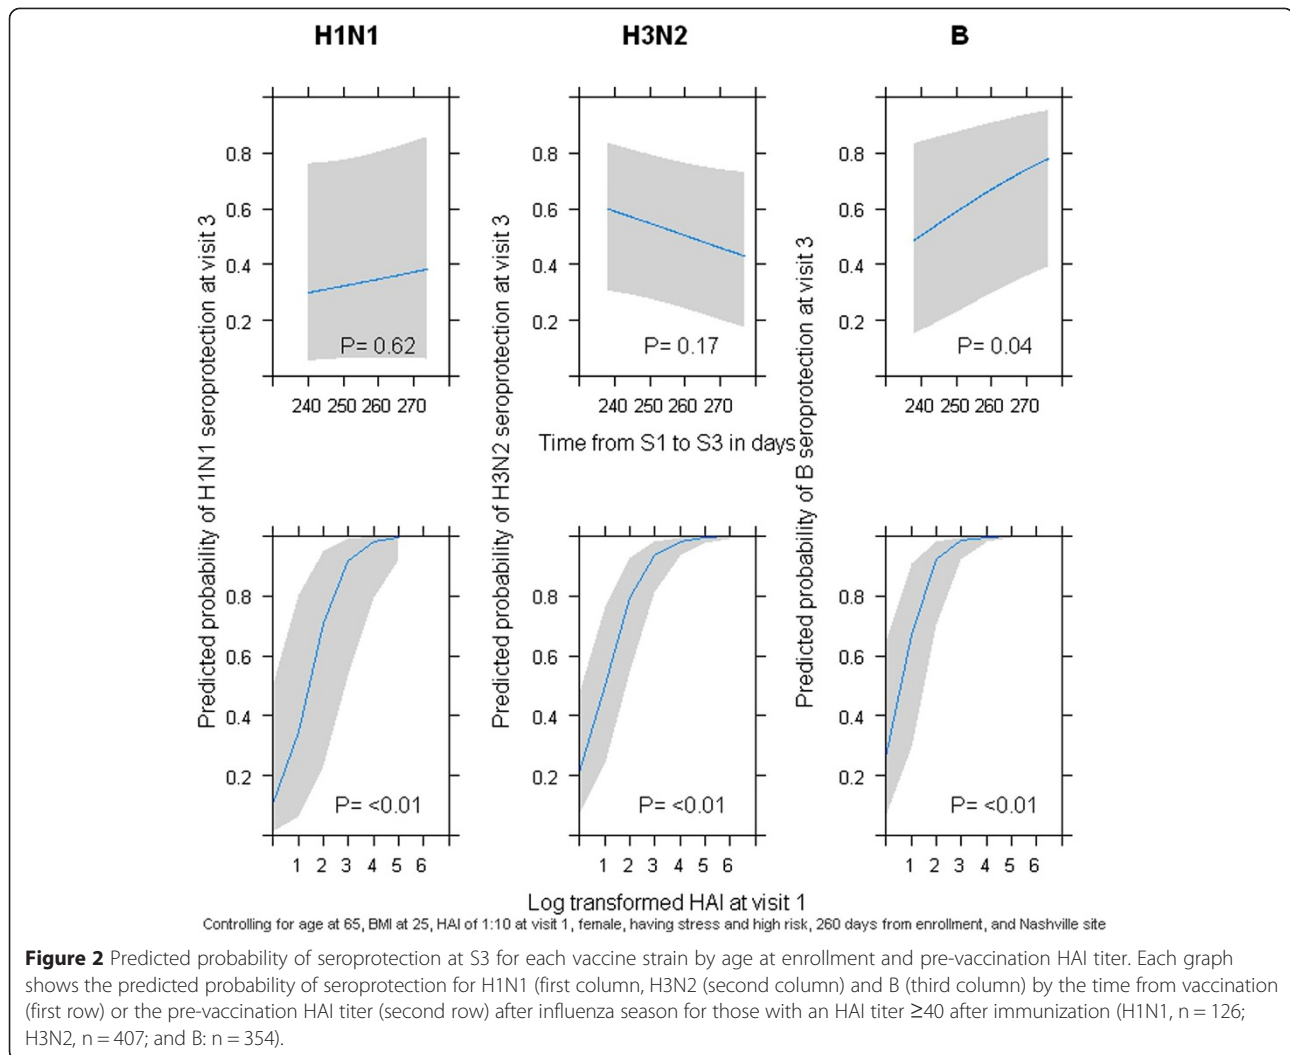 H1N1 H3N2 B
Predicted probability of H1N1 seroprotection at visit 3
0.8
0.6
0.4
0.2
P= 0.62
240 250 260 270
Predicted probability of H3N2 seroprotection at visit 3
0.8
0.6
0.4
0.2
P= 0.17
240 250 260 270
Predicted probability of B seroprotection at visit 3
0.8
0.6
0.4
0.2
P= 0.04
240 250 260 270
Time from S1 to S3 in days
0.8
0.6
0.4
0.2
P= <0.01
1 2 3 4 5 6
0.8
0.6
0.4
0.2
P= <0.01
1 2 3 4 5 6
0.8
0.6
0.4
0.2
P= <0.01
1 2 3 4 5 6
Log transformed HAI at visit 1
Controlling for age at 65, BMI at 25, HAI of 1:10 at visit 1, female, having stress and high risk, 260 days from enrollment, and Nashville site
Figure 2 Predicted probability of seroprotection at S3 for each vaccine strain by age at enrollment and pre-vaccination HAI titer. Each graph
shows the predicted probability of seroprotection for H1N1 (first column, H3N2 (second column) and B (third column) by the time from vaccination
(first row) or the pre-vaccination HAI titer (second row) after influenza season for those with an HAI titer ≥40 after immunization (H1N1, n = 126;
H3N2, n = 407; and B: n = 354).